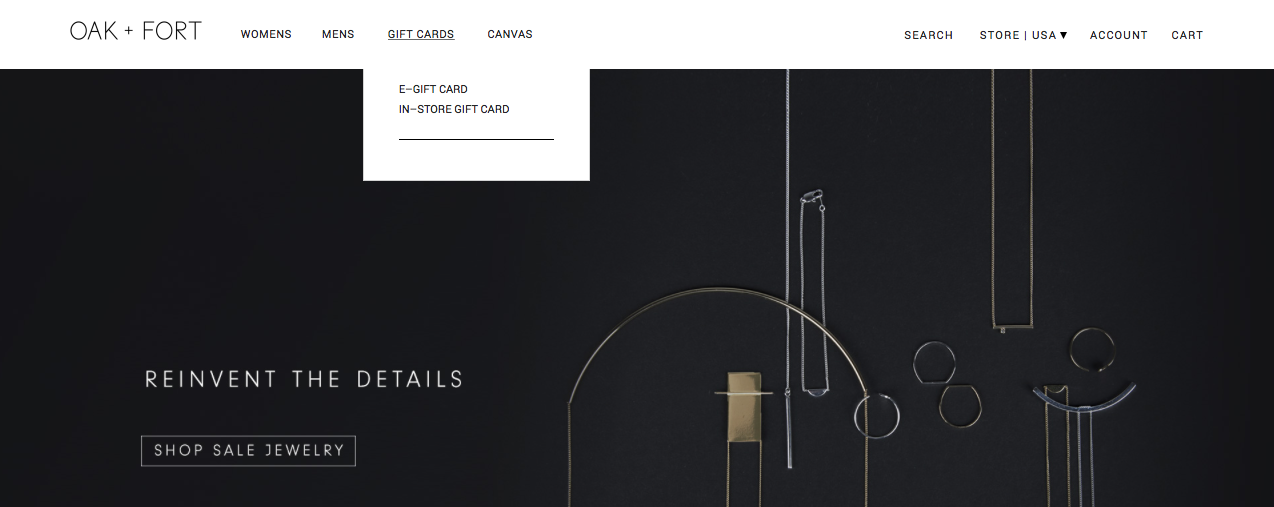 OAK + FORT
WOMENS
MENS
GIFT CARDS
CANVAS
SEARCH
STORE | USA ▼
ACCOUNT
CART
E-GIFT CARD
IN-STORE GIFT CARD
REINVENT THE DETAILS
SHOP SALE JEWELRY